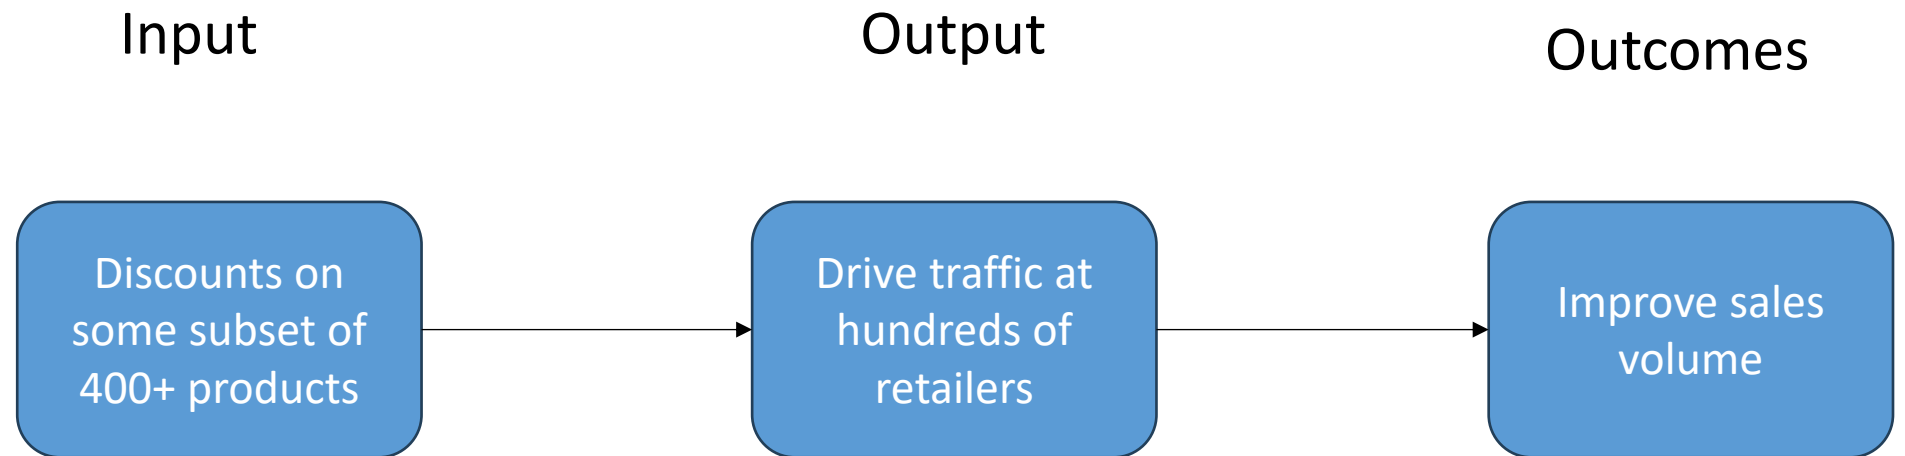 Input
Output
Outcomes
Discounts on
some subset of
400+ products
Drive traffic at
hundreds of
retailers
Improve sales
volume